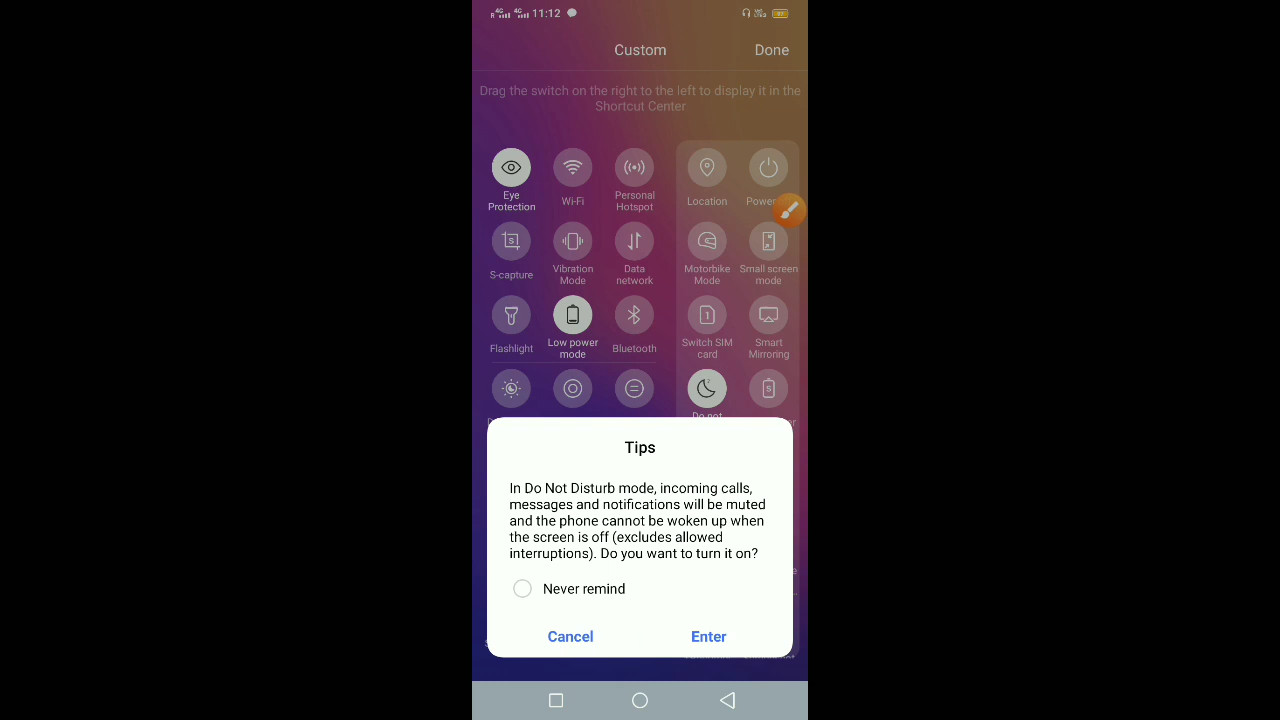 R 4G 4G 11:12
97
Custom
Done
Drag the switch on the right to the left to display it in the
Shortcut Center
Eye
Protection
Wi-Fi
Personal
Hotspot
Location
Power
S-capture
Vibration
Mode
Data
network
Motorbike
Mode
Small screen
mode
Flashlight
Low power
mode
Bluetooth
Switch SIM
card
Smart
Mirroring
Do not
Tips
In Do Not Disturb mode, incoming calls,
messages and notifications will be muted
and the phone cannot be woken up when
the screen is off (excludes allowed
interruptions). Do you want to turn it on?
Never remind
Cancel
Enter